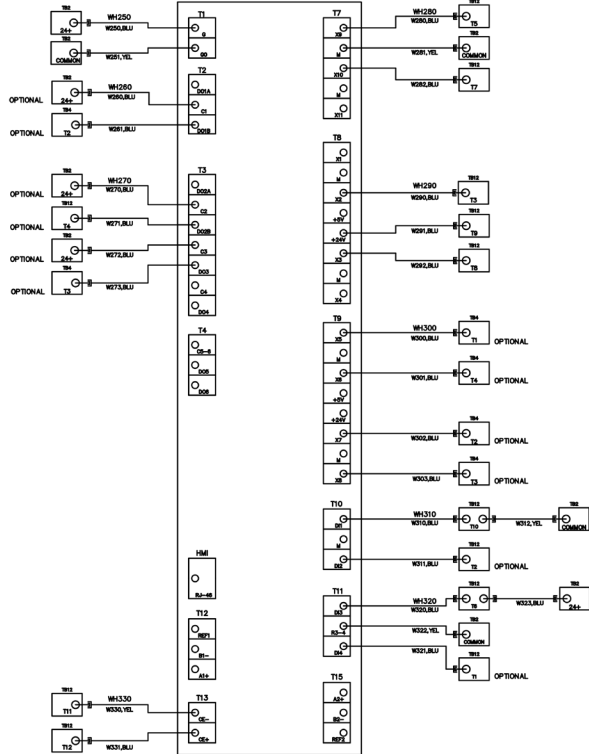 TB2
24+
WH250
W250,BLU
T1
G
TB2
COMMON
W251,YEL
G0
T2
DO1A
OPTIONAL
TB2
24+
WH260
W260,BLU
C1
OPTIONAL
TB4
T2
W261,BLU
DO1B
T3
DO2A
OPTIONAL
TB2
24+
WH270
W270,BLU
C2
OPTIONAL
TB12
T4
W271,BLU
DO2B
OPTIONAL
TB2
24+
W272,BLU
C3
OPTIONAL
TB4
T3
W273,BLU
DO3
C4
DO4
T4
C5-6
DO5
DO6
HMI
RJ-45
T12
REF1
B1-
A1+
TB12
T11
WH330
W330,YEL
T13
CE-
TB12
T12
W331,BLU
CE+
T7
X9
WH280
W280,BLU
TB12
T5
M
W281,YEL
TB2
COMMON
X10
W282,BLU
TB12
T7
M
X11
T8
X1
M
X2
WH290
W290,BLU
TB12
T3
+5V
+24V
W291,BLU
TB12
T9
X3
W292,BLU
TB12
T8
M
X4
T9
X5
WH300
W300,BLU
TB4
T1
OPTIONAL
M
X6
W301,BLU
TB4
T4
OPTIONAL
+5V
+24V
X7
W302,BLU
TB4
T2
OPTIONAL
M
X8
W303,BLU
TB4
T3
OPTIONAL
T10
DI1
WH310
W310,BLU
TB12
T10
W312,YEL
TB2
COMMON
M
DI2
W311,BLU
TB12
T2
OPTIONAL
T11
DI3
WH320
W320,BLU
TB12
T6
W323,BLU
TB2
24+
R3-4
W322,YEL
TB2
COMMON
DI4
W321,BLU
TB12
T1
OPTIONAL
T15
A2+
B2-
REF2